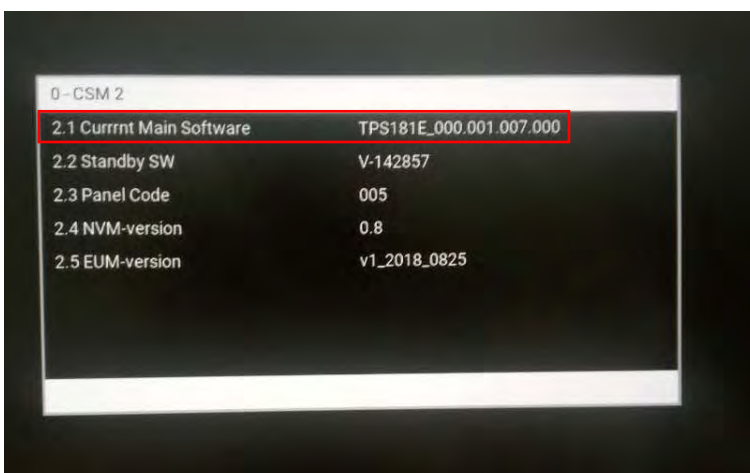 0-CSM 2
2.1 Currrnt Main Software TPS181E_000.001.007.000
2.2 Standby SW V-142857
2.3 Panel Code 005
2.4 NVM-version 0.8
2.5 EUM-version v1_2018_0825